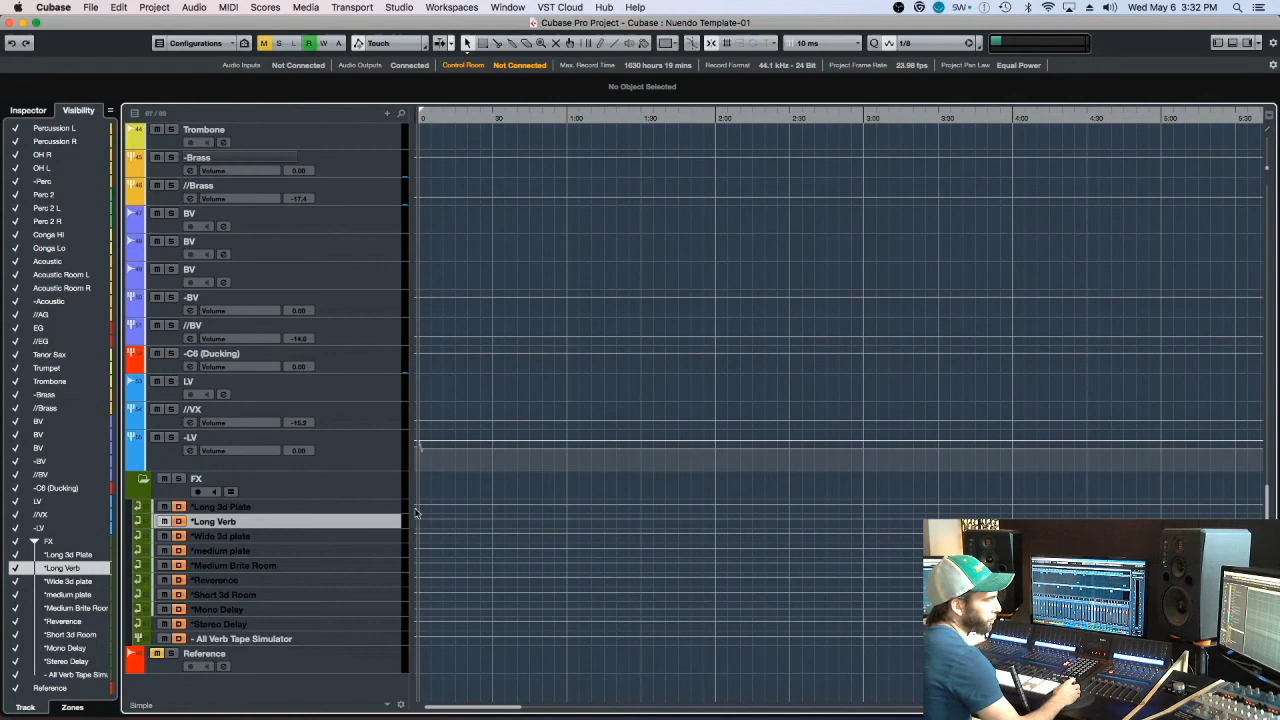 Cubase File Edit Project Audio MIDI Scores Media Transport Studio Workspaces Window VST Cloud Hub Help SW Wed May 6 3:32 PM
Cubase Pro Project - Cubase : Nuendo Template-01
Configurations M S L R W A Touch 10 ms Q 1/8
Audio Inputs Not Connected Audio Outputs Connected Control Room Not Connected Max. Record Time 1630 hours 19 mins Record Format 44.1 kHz - 24 Bit Project Frame Rate 23.98 fps Project Pan Law Equal Power
No Object Selected
Inspector Visibility
0 30 1:00 1:30 2:00 2:30 3:00 3:30 4:00 4:30 5:00 5:30
Percussion L
Percussion R
OH R
OH L
-Perc
Perc 2
Perc 2 L
Perc 2 R
Conga Hi
Conga Lo
Acoustic
Acoustic Room L
Acoustic Room R
-Acoustic
//AG
EG
//EG
Tenor Sax
Trumpet
Trombone
-Brass
//Brass
BV
BV
BV
-BV
//BV
-C6 (Ducking)
LV
//VX
-LV
FX
*Long 3d Plate
*Long Verb
*Wide 3d plate
*medium plate
*Medium Brite Roor
*Reverence
*Short 3d Room
*Mono Delay
*Stereo Delay
- All Verb Tape Simu
Reference
Track Zones
44 M S Trombone
45 M S -Brass
Volume 0.00
46 M S //Brass
Volume -17.4
47 M S BV
M S BV
M S BV
M S -BV
Volume 0.00
M S //BV
Volume -14.0
M S -C6 (Ducking)
Volume 0.00
M S LV
M S //VX
Volume -15.2
M S -LV
Volume 0.00
M S FX
M D *Long 3d Plate
M D *Long Verb
M D *Wide 3d plate
M D *medium plate
M D *Medium Brite Room
M D *Reverence
M D *Short 3d Room
M D *Mono Delay
M D *Stereo Delay
- All Verb Tape Simulator
M S Reference
Simple